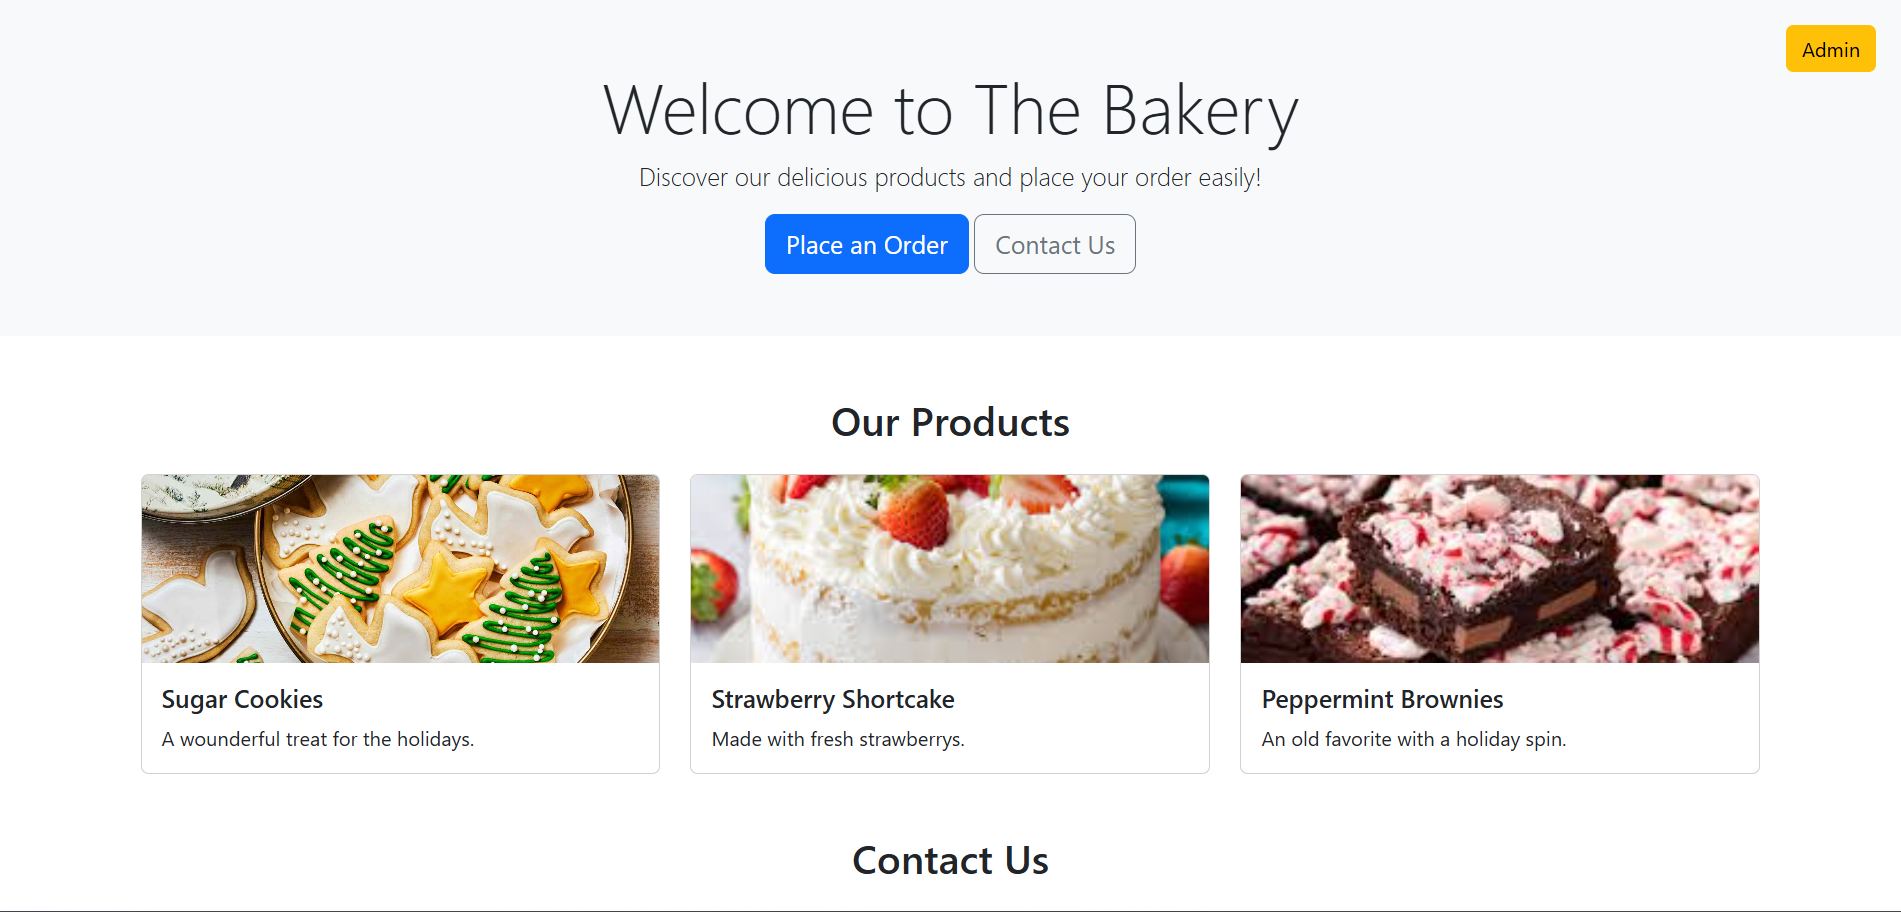 Admin
Welcome to The Bakery
Discover our delicious products and place your order easily!
Place an Order
Contact Us
Our Products
Sugar Cookies
A wounderful treat for the holidays.
Strawberry Shortcake
Made with fresh strawberrys.
Peppermint Brownies
An old favorite with a holiday spin.
Contact Us